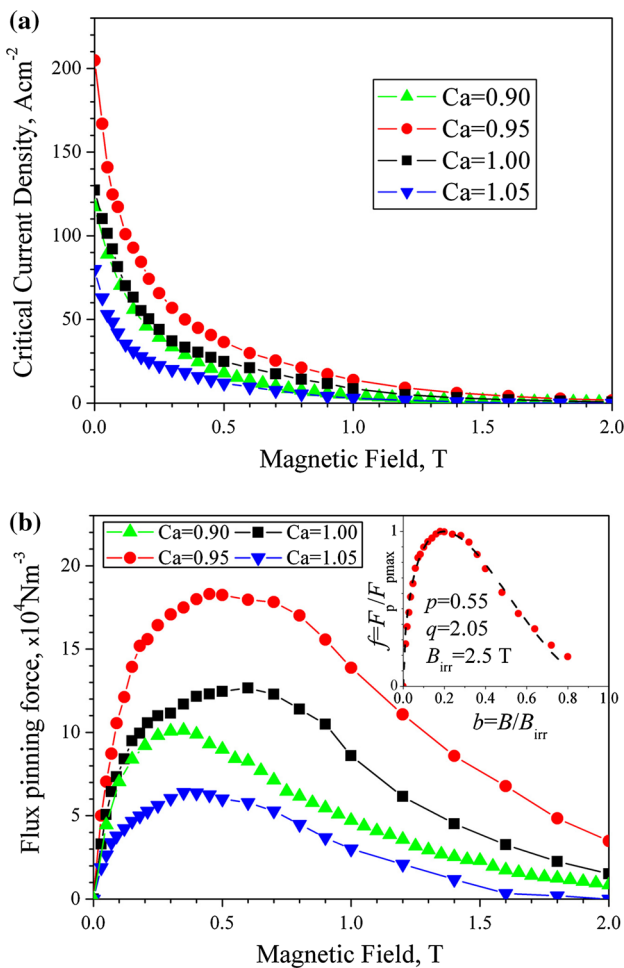 (a)
200
150
100
50
0
Critical Current Density, Acm-2
Ca=0.90
Ca=0.95
Ca=1.00
Ca=1.05
0.0 0.5 1.0 1.5 2.0
Magnetic Field, T
(b)
20
15
10
5
0
Flux pinning force, x10⁴Nm-3
Ca=0.90 Ca=1.00
Ca=0.95 Ca=1.05
1
0
f=Fp/Fpmax
p=0.55
q=2.05
Birr=2.5 T
0.0 0.2 0.4 0.6 0.8 10
b=B/Birr
0.0 0.5 1.0 1.5 2.0
Magnetic Field, T